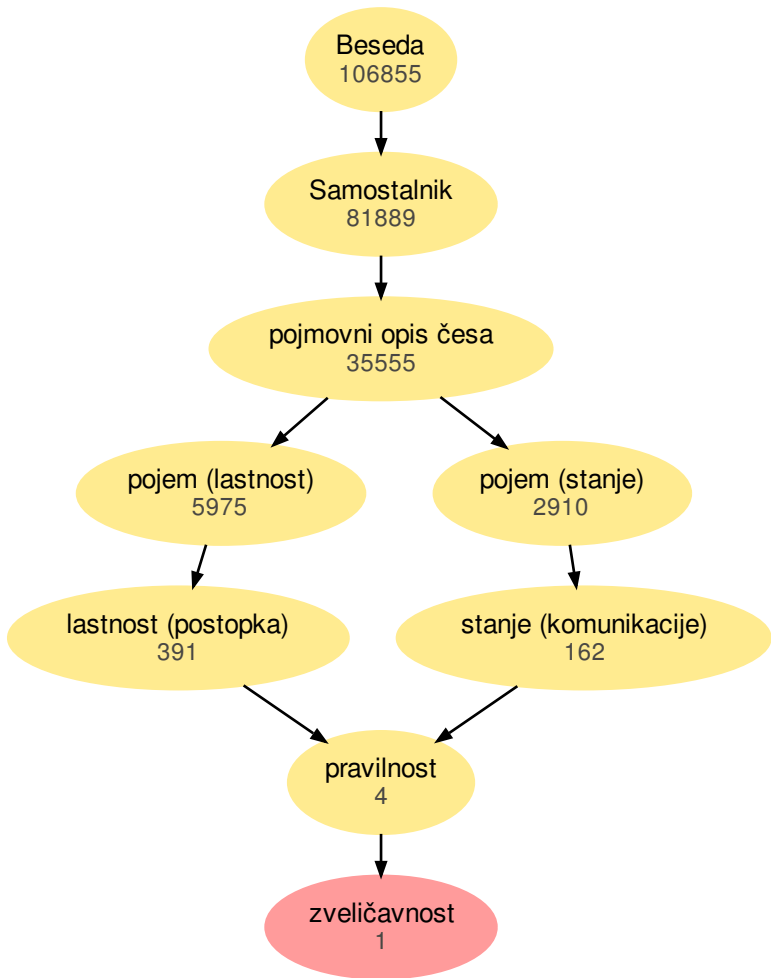 Beseda
106855
Samostalnik
81889
pojmovni opis česa
35555
pojem (lastnost)
5975
pojem (stanje)
2910
lastnost (postopka)
391
stanje (komunikacije)
162
pravilnost
4
zveličavnost
1